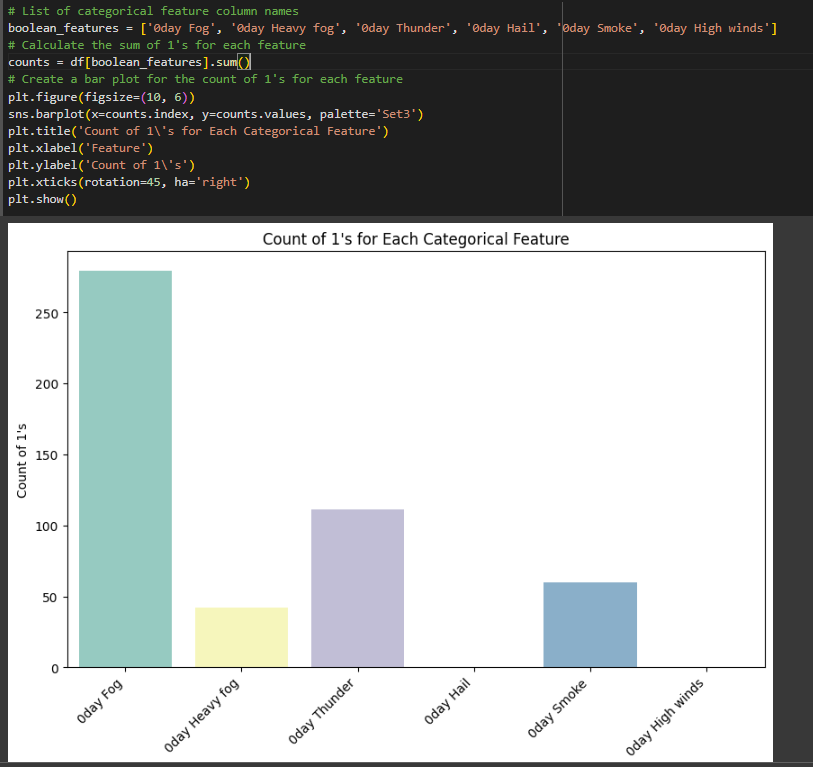 # List of categorical feature column names
boolean_features = ['0day Fog', '0day Heavy fog', '0day Thunder', '0day Hail', '0day Smoke', '0day High winds']
# Calculate the sum of 1's for each feature
counts = df[boolean_features].sum()
# Create a bar plot for the count of 1's for each feature
plt.figure(figsize=(10, 6))
sns.barplot(x=counts.index, y=counts.values, palette='Set3')
plt.title('Count of 1\'s for Each Categorical Feature')
plt.xlabel('Feature')
plt.ylabel('Count of 1\'s')
plt.xticks(rotation=45, ha='right')
plt.show()
Count of 1's for Each Categorical Feature
Count of 1's
250
200
150
100
50
0
0day Fog
0day Heavy fog
0day Thunder
0day Hail
0day Smoke
0day High winds